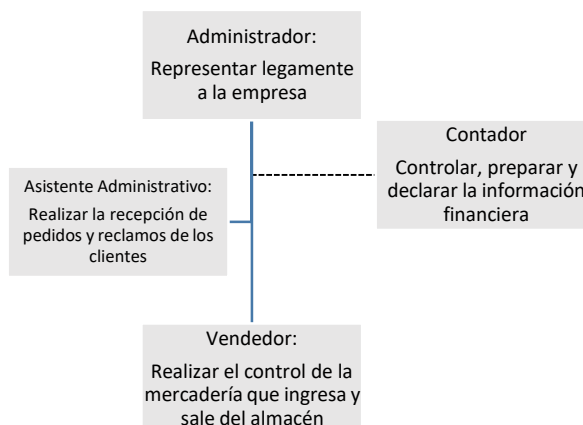 Administrador:
Representar legamente
a la empresa
Contador
Controlar, preparar y
declarar la información
financiera
Asistente Administrativo:
Realizar la recepción de
pedidos y reclamos de los
clientes
Vendedor:
Realizar el control de la
mercadería que ingresa y
sale del almacén